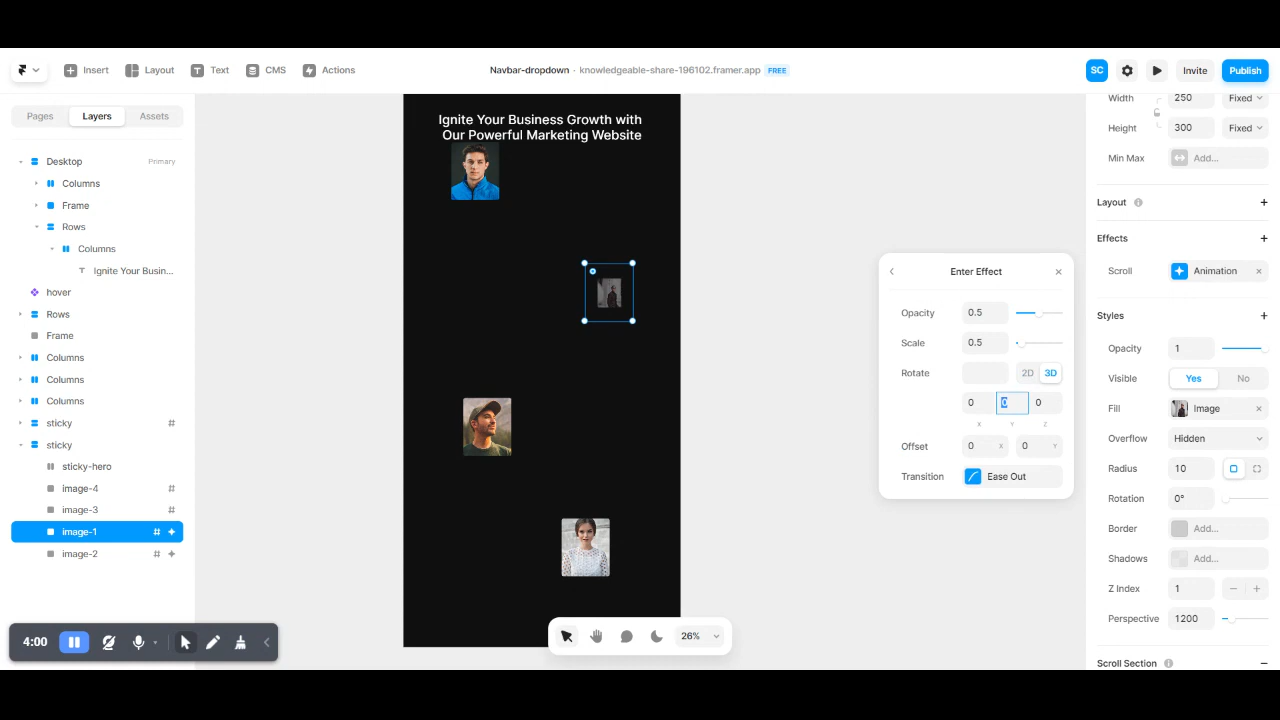 Insert
Layout
Text
CMS
Actions
Navbar-dropdown · knowledgeable-share-196102.framer.app FREE
SC
Invite
Publish
Pages
Layers
Assets
Desktop
Primary
Columns
Frame
Rows
Columns
Ignite Your Busin...
hover
Rows
Frame
Columns
Columns
Columns
sticky
sticky
sticky-hero
image-4
image-3
image-1
image-2
4:00
Ignite Your Business Growth with
Our Powerful Marketing Website
26%
Enter Effect
Opacity
0.5
Scale
0.5
Rotate
2D
3D
0
0
0
X
Y
Z
Offset
0
X
0
Y
Transition
Ease Out
Width
250
Fixed
Height
300
Fixed
Min Max
Add...
Layout
Effects
Scroll
Animation
Styles
Opacity
1
Visible
Yes
No
Fill
Image
Overflow
Hidden
Radius
10
Rotation
0°
Border
Add...
Shadows
Add...
Z Index
1
Perspective
1200
Scroll Section